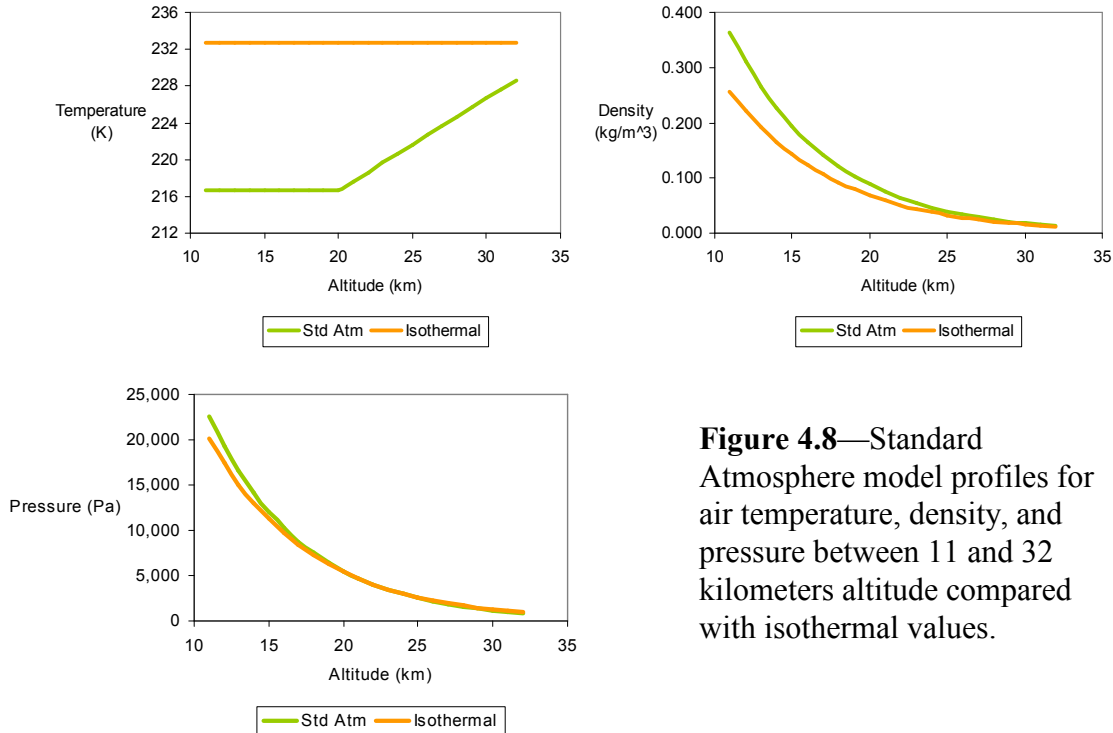 236
232
228
224
220
216
212
Temperature
(K)
10 15 20 25 30 35
Altitude (km)
Std Atm Isothermal
0.400
0.300
0.200
0.100
0.000
Density
(kg/m^3)
10 15 20 25 30 35
Altitude (km)
Std Atm Isothermal
25,000
20,000
15,000
10,000
5,000
0
Pressure (Pa)
10 15 20 25 30 35
Altitude (km)
Std Atm Isothermal
Figure 4.8—Standard
Atmosphere model profiles for
air temperature, density, and
pressure between 11 and 32
kilometers altitude compared
with isothermal values.